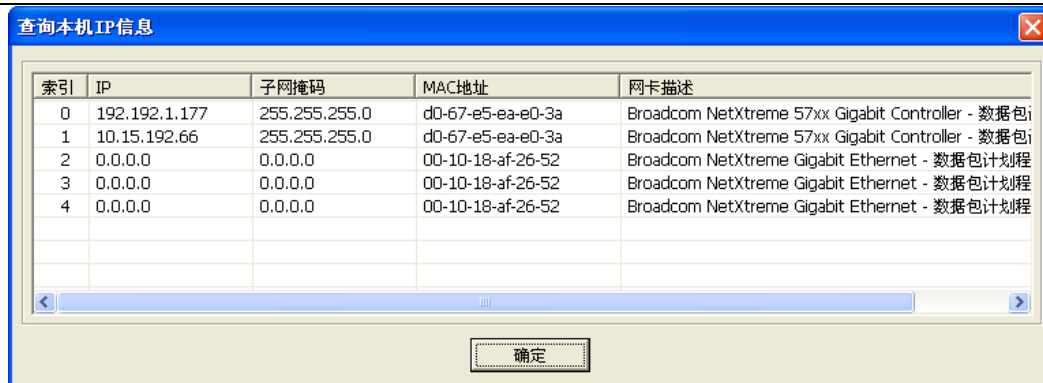 查询本机IP信息
索引 IP 子网掩码 MAC地址 网卡描述
0 192.192.1.177 255.255.255.0 d0-67-e5-ea-e0-3a Broadcom NetXtreme 57xx Gigabit Controller - 数据包
1 10.15.192.66 255.255.255.0 d0-67-e5-ea-e0-3a Broadcom NetXtreme 57xx Gigabit Controller - 数据包
2 0.0.0.0 0.0.0.0 00-10-18-af-26-52 Broadcom NetXtreme Gigabit Ethernet - 数据包计划程
3 0.0.0.0 0.0.0.0 00-10-18-af-26-52 Broadcom NetXtreme Gigabit Ethernet - 数据包计划程
4 0.0.0.0 0.0.0.0 00-10-18-af-26-52 Broadcom NetXtreme Gigabit Ethernet - 数据包计划程
确定